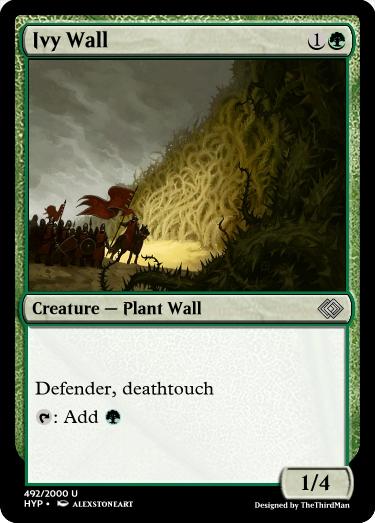 Ivy Wall 1
Creature — Plant Wall
Defender, deathtouch
: Add
1/4
492/2000 U
HYP • ALEXSTONEART
Designed by TheThirdMan